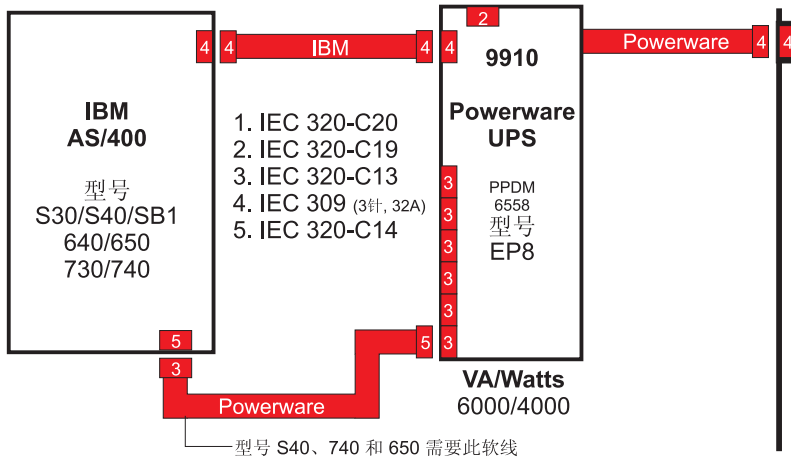 4
4
IBM
4
4
2
Powerware
4
4
IBM
AS/400
型号
S30/S40/SB1
640/650
730/740
5
1. IEC 320-C20
2. IEC 320-C19
3. IEC 320-C13
4. IEC 309 (3针, 32A)
5. IEC 320-C14
9910
Powerware
UPS
PPDM
6558
型号
EP8
3
3
3
3
3
3
5
3
Powerware
VA/Watts
6000/4000
型号 S40、740 和 650 需要此软线